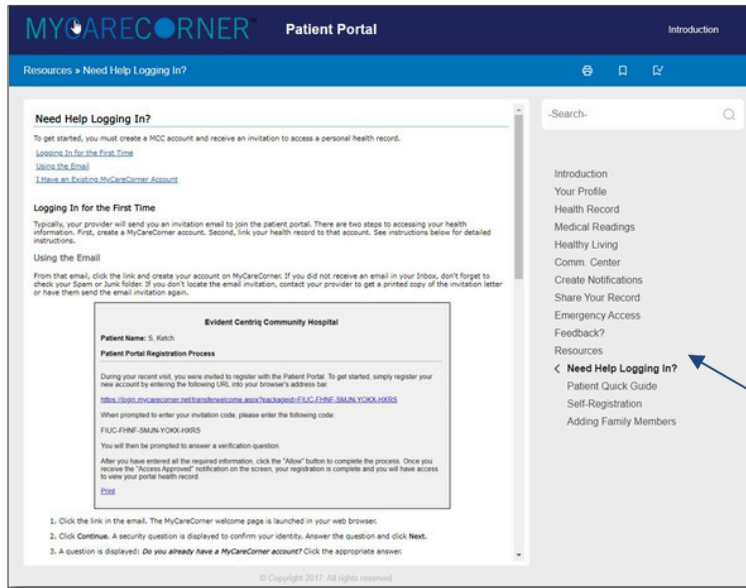 MYCARECORNER Patient Portal Introduction
Resources » Need Help Logging In?
Need Help Logging In?
To get started, you must create a MCC account and receive an invitation to access a personal health record.
Logging In for the First Time
Using the Email
I Have an Existing MyCareCorner Account
Logging In for the First Time
Typically, your provider will send you an invitation email to join the patient portal. There are two steps to accessing your health
information. First, create a MyCareCorner account. Second, link your health record to that account. See instructions below for detailed
instructions.
Using the Email
From that email, click the link and create your account on MyCareCorner. If you did not receive an email in your Inbox, don't forget to
check your Spam or Junk folder. If you don't locate the email invitation, contact your provider to get a printed copy of the invitation letter
or have them send the email invitation again.
Evident Centriq Community Hospital
Patient Name: S. Ketch
Patient Portal Registration Process
During your recent visit, you were invited to register with the Patient Portal. To get started, simply register your
new account by entering the following URL into your browser's address bar.
https://login.mycarecorner.net/transferwelcome.aspx?packageid=FIUC-FHNF-SMJN-YOKX-HXRS
When prompted to enter your invitation code, please enter the following code:
FIUC-FHNF-SMJN-YOKX-HXRS
You will then be prompted to answer a verification question.
After you have entered all the required information, click the "Allow" button to complete the process. Once you
receive the "Access Approved" notification on the screen, your registration is complete and you will have access
to view your portal health record.
Print
1. Click the link in the email. The MyCareCorner welcome page is launched in your web browser.
2. Click Continue. A security question is displayed to confirm your identity. Answer the question and click Next.
3. A question is displayed: Do you already have a MyCareCorner account? Click the appropriate answer.
-Search-
Introduction
Your Profile
Health Record
Medical Readings
Healthy Living
Comm. Center
Create Notifications
Share Your Record
Emergency Access
Feedback?
Resources
Need Help Logging In?
Patient Quick Guide
Self-Registration
Adding Family Members
© Copyright 2017. All rights reserved.